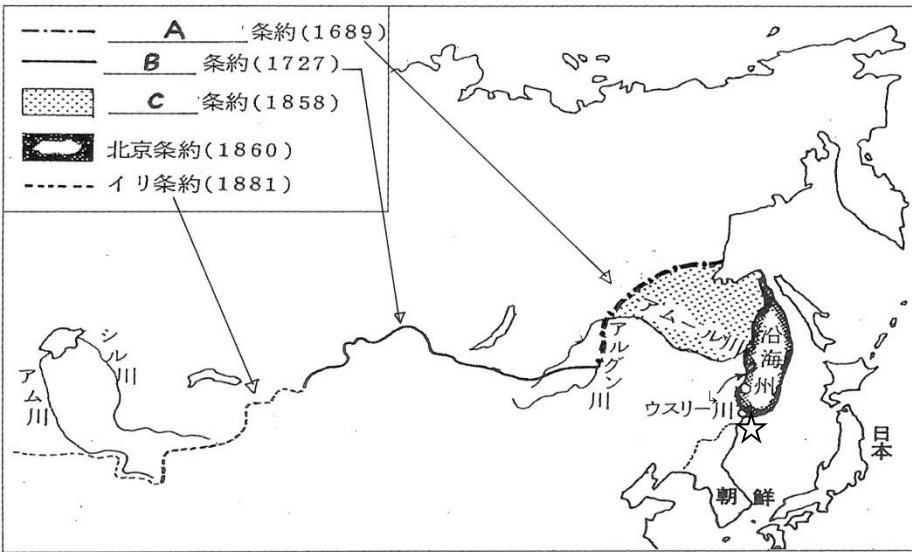 A 条約(1689)
B 条約(1727)
C 条約(1858)
北京条約(1860)
イリ条約(1881)
シル川
アム川
アルグン川
アムール川
沿海州
ウスリー川
日本
朝鮮